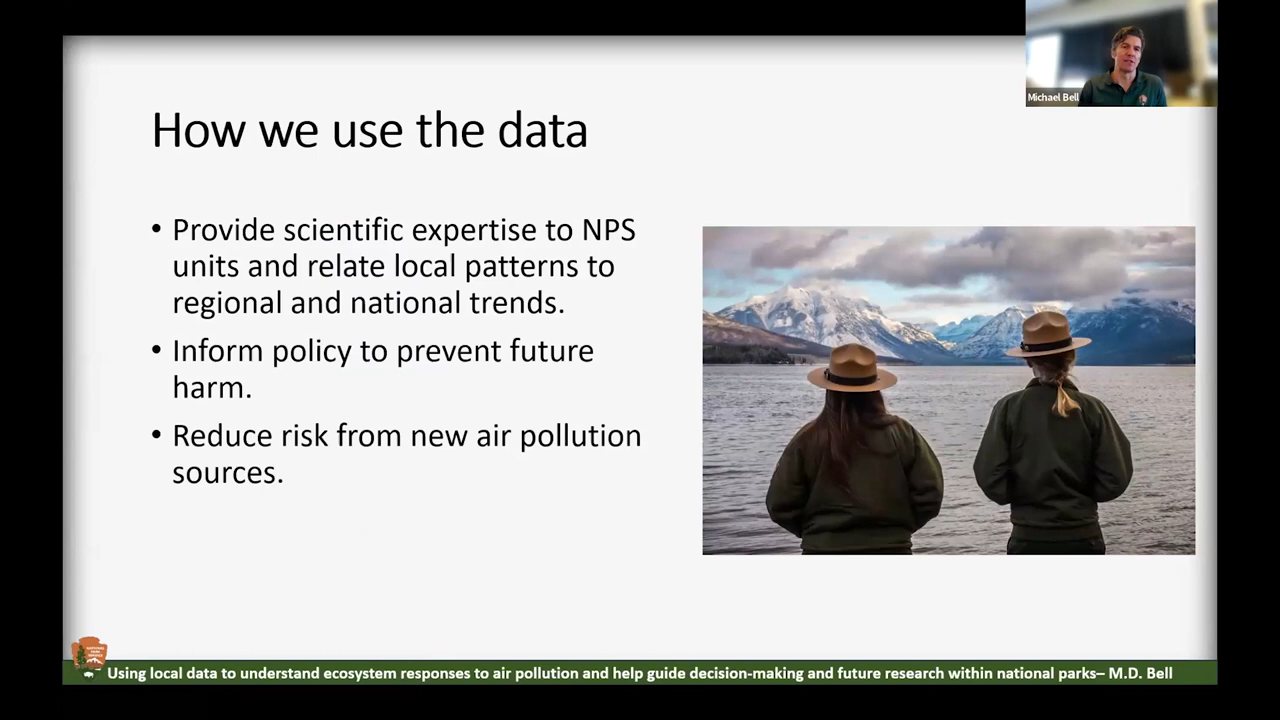 Michael Bell
How we use the data
• Provide scientific expertise to NPS
units and relate local patterns to
regional and national trends.
• Inform policy to prevent future
harm.
• Reduce risk from new air pollution
sources.
NATIONAL
PARK
SERVICE
Using local data to understand ecosystem responses to air pollution and help guide decision-making and future research within national parks– M.D. Bell